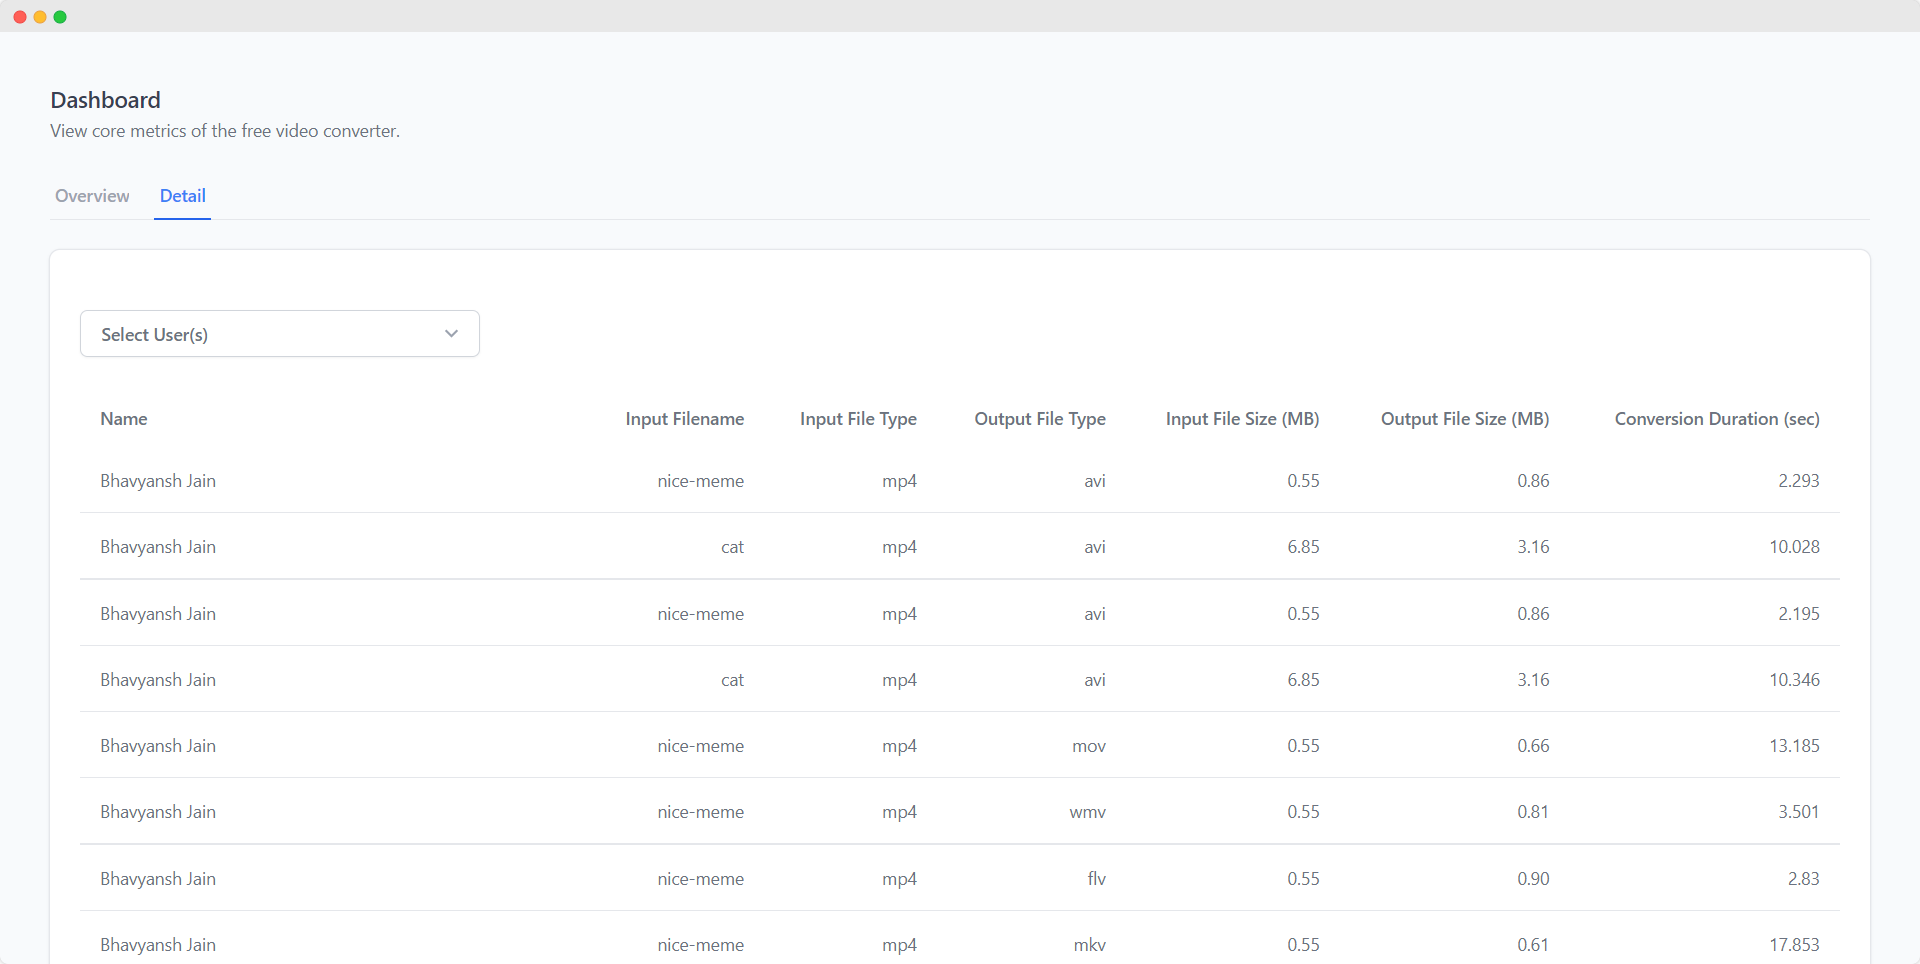 Dashboard
View core metrics of the free video converter.
Overview Detail
Select User(s)
Name Input Filename Input File Type Output File Type Input File Size (MB) Output File Size (MB) Conversion Duration (sec)
Bhavyansh Jain nice-meme mp4 avi 0.55 0.86 2.293
Bhavyansh Jain cat mp4 avi 6.85 3.16 10.028
Bhavyansh Jain nice-meme mp4 avi 0.55 0.86 2.195
Bhavyansh Jain cat mp4 avi 6.85 3.16 10.346
Bhavyansh Jain nice-meme mp4 mov 0.55 0.66 13.185
Bhavyansh Jain nice-meme mp4 wmv 0.55 0.81 3.501
Bhavyansh Jain nice-meme mp4 flv 0.55 0.90 2.83
Bhavyansh Jain nice-meme mp4 mkv 0.55 0.61 17.853